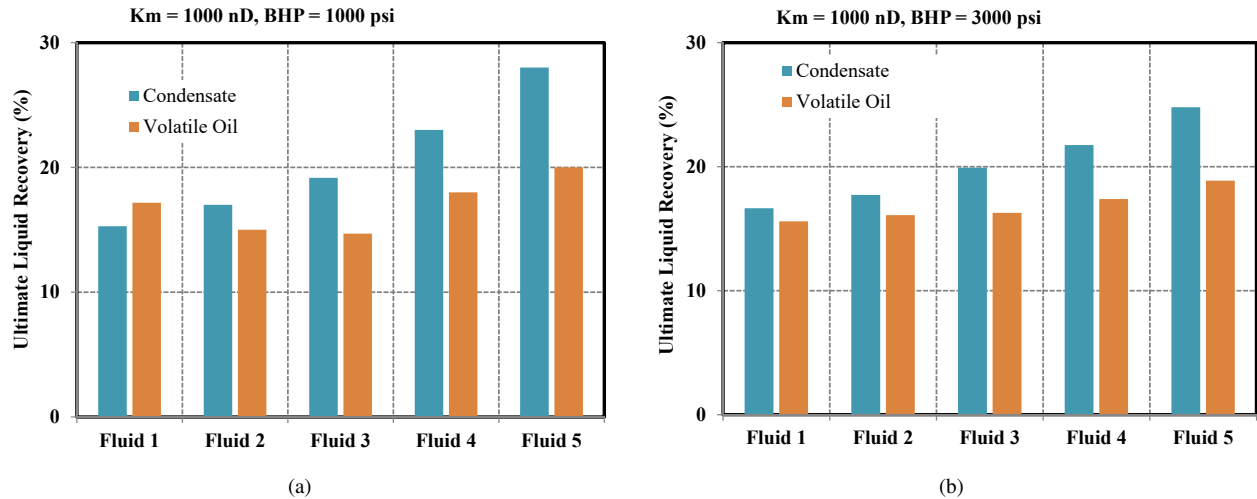 Km = 1000 nD, BHP = 1000 psi
Ultimate Liquid Recovery (%)
30
20
10
0
Condensate
Volatile Oil
Fluid 1 Fluid 2 Fluid 3 Fluid 4 Fluid 5
(a)
Km = 1000 nD, BHP = 3000 psi
Ultimate Liquid Recovery (%)
30
20
10
0
Condensate
Volatile Oil
Fluid 1 Fluid 2 Fluid 3 Fluid 4 Fluid 5
(b)